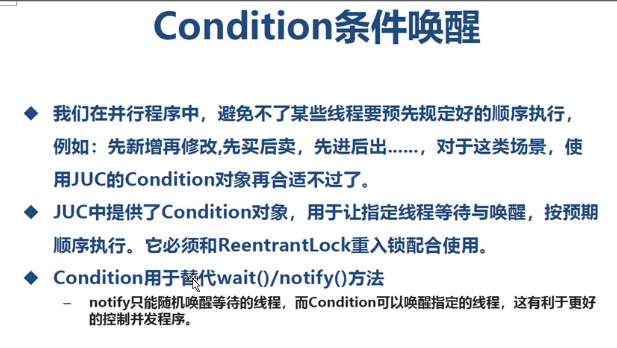 Condition条件唤醒
我们在并行程序中，避免不了某些线程要预先规定好的顺序执行，
例如：先新增再修改,先买后卖，先进后出……，对于这类场景，使
用JUC的Condition对象再合适不过了。
JUC中提供了Condition对象，用于让指定线程等待与唤醒，按预期
顺序执行。它必须和ReentrantLock重入锁配合使用。
Condition用于替代wait()/notify()方法
notify只能随机唤醒等待的线程，而Condition可以唤醒指定的线程，这有利于更好
的控制并发程序。